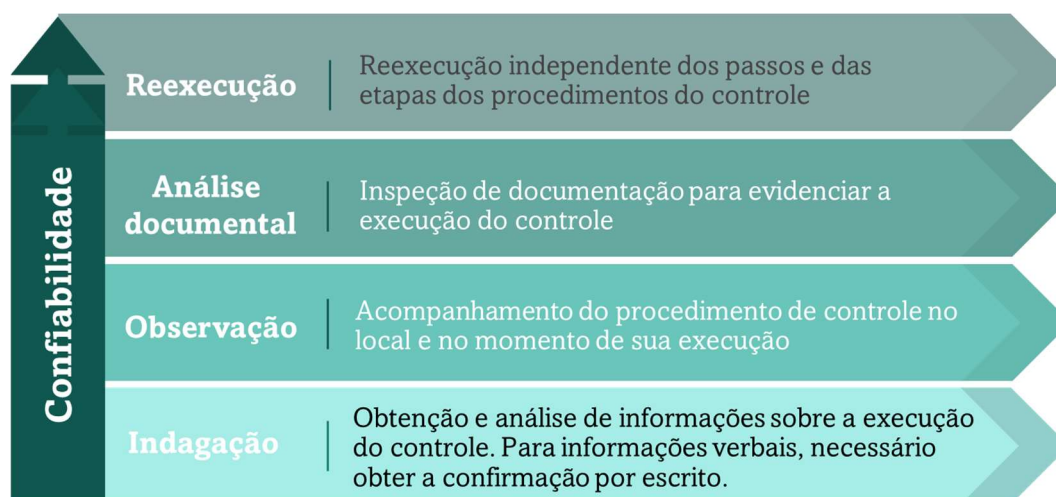 Confiabilidade
Reexecução
Reexecução independente dos passos e das
etapas dos procedimentos do controle
Análise
documental
Inspeção de documentação para evidenciar a
execução do controle
Observação
Acompanhamento do procedimento de controle no
local e no momento de sua execução
Indagação
Obtenção e análise de informações sobre a execução
do controle. Para informações verbais, necessário
obter a confirmação por escrito.